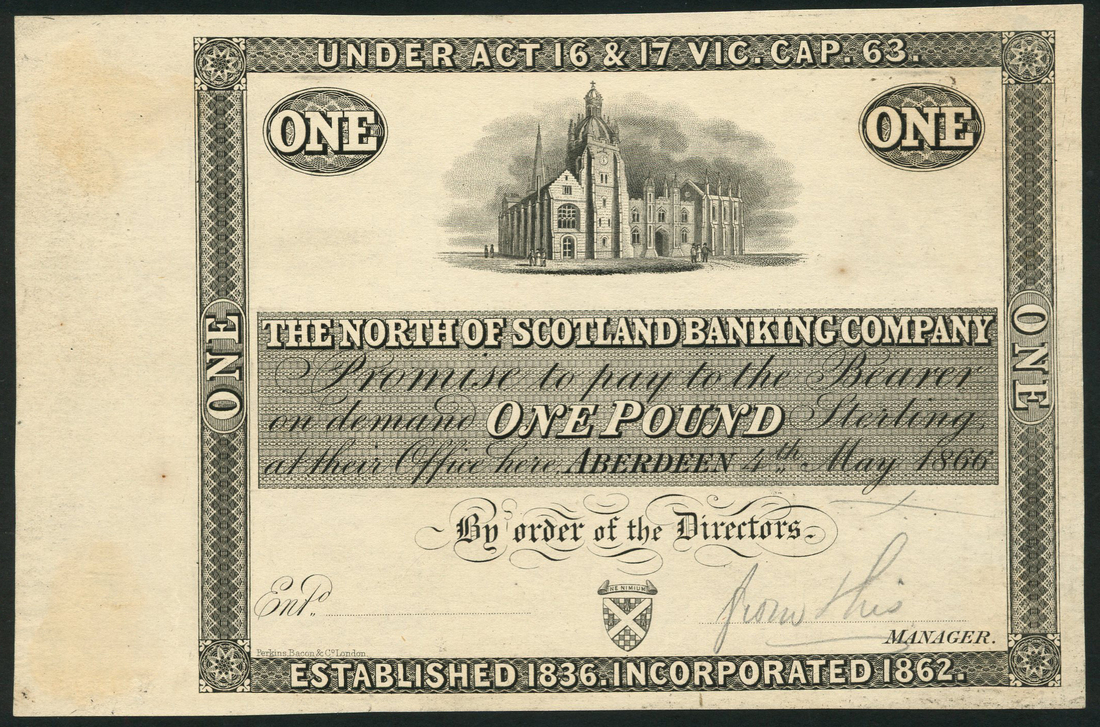 UNDER ACT 16 & 17 VIC. CAP. 63.
ONE
ONE
ONE
ONE
THE NORTH OF SCOTLAND BANKING COMPANY
Promise to pay to the Bearer
on demand ONE POUND Sterling,
at their Office here, ABERDEEN 4th May 1866
By order of the Directors.
NE NIMIUM
Entd.
from this
MANAGER.
Perkins, Bacon & Co. London.
ESTABLISHED 1836. INCORPORATED 1862.